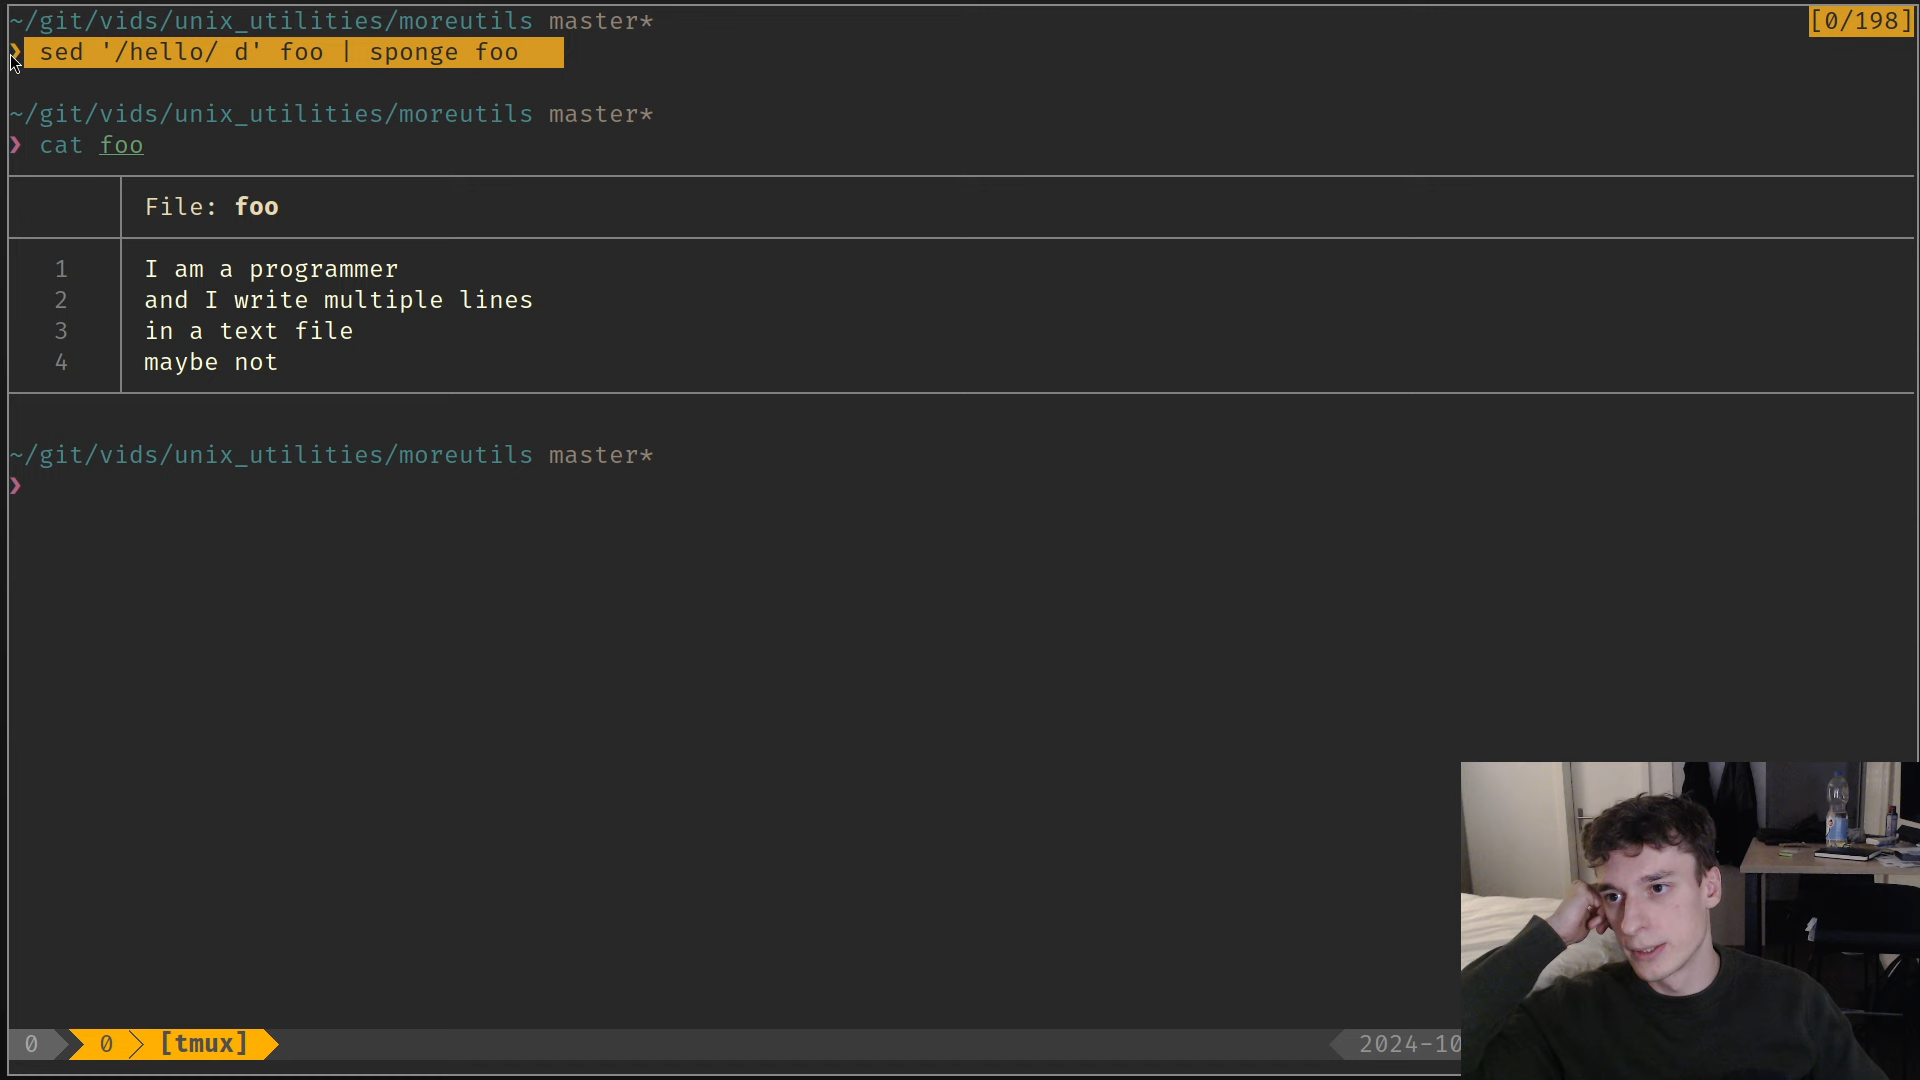 ~/git/vids/unix_utilities/moreutils master*
[0/198]
❯ sed '/hello/ d' foo | sponge foo
~/git/vids/unix_utilities/moreutils master*
❯ cat foo
File: foo
1 I am a programmer
2 and I write multiple lines
3 in a text file
4 maybe not
~/git/vids/unix_utilities/moreutils master*
❯
0 0 [tmux] 2024-10